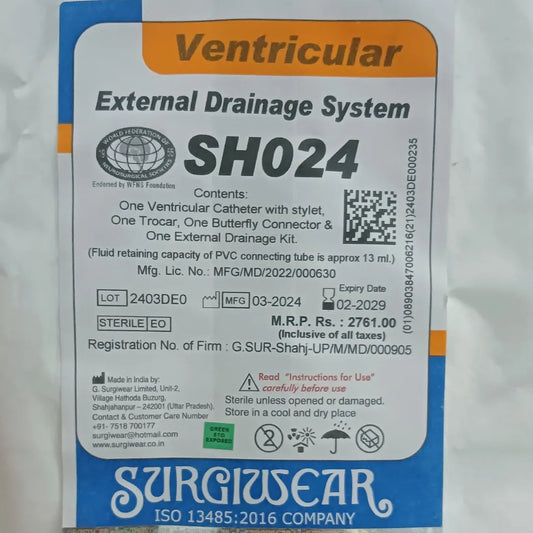 Ventricular
External Drainage System
WORLD FEDERATION OF
NEUROSURGICAL SOCIETIES
SH024
Endorsed by WFNS Foundation
Contents:
One Ventricular Catheter with stylet,
One Trocar, One Butterfly Connector &
One External Drainage Kit.
(Fluid retaining capacity of PVC connecting tube is approx 13 ml.)
Mfg. Lic. No.: MFG/MD/2022/000630
(01)08903847006216(21)2403DE000235
LOT 2403DE0
MFG 03-2024
Expiry Date
02-2029
STERILE EO
M.R.P. Rs : 2761.00
(Inclusive of all taxes)
Registration No. of Firm : G.SUR-Shahj-UP/M/MD/000905
Made in India by:
G. Surgiwear Limited, Unit-2,
Village Hathoda Buzurg,
Shahjahanpur – 242001 (Uttar Pradesh).
Contact & Customer Care Number
+91- 7518 700177
surgiwear@hotmail.com
www.surgiwear.co.in
Read "Instructions for Use"
carefully before use
Sterile unless opened or damaged.
Store in a cool and dry place
GREEN
ETO
EXPOSED
2
SURGIWEAR
ISO 13485:2016 COMPANY